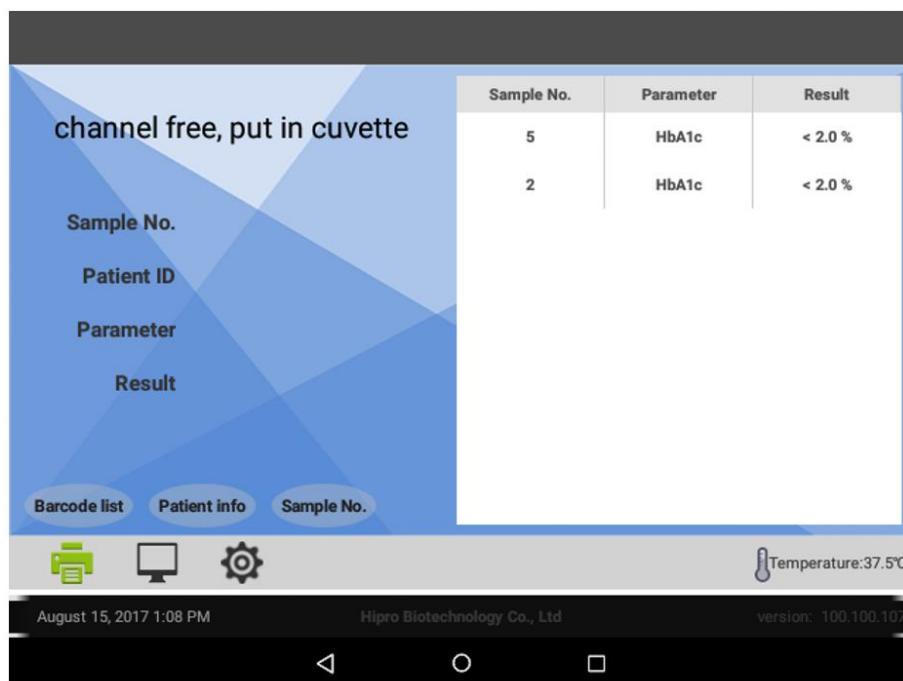 channel free, put in cuvette
Sample No.
Patient ID
Parameter
Result
Barcode list Patient info Sample No.
Sample No. Parameter Result
5 HbA1c < 2.0 %
2 HbA1c < 2.0 %
Temperature:37.5℃
August 15, 2017 1:08 PM Hipro Biotechnology Co., Ltd version: 100.100.107